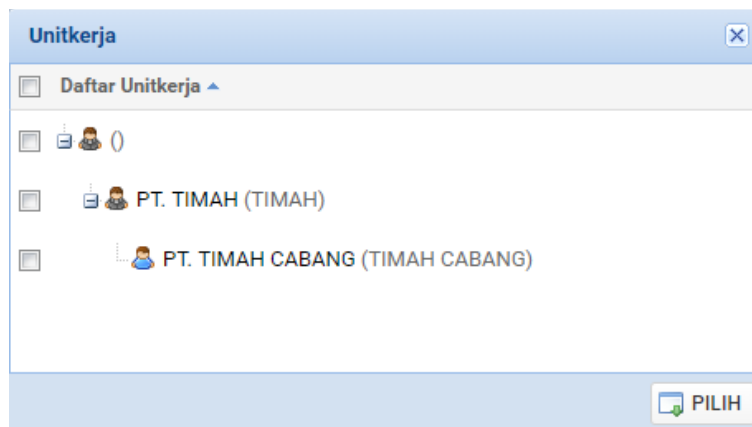 Unitkerja
Daftar Unitkerja
()
PT. TIMAH (TIMAH)
PT. TIMAH CABANG (TIMAH CABANG)
PILIH